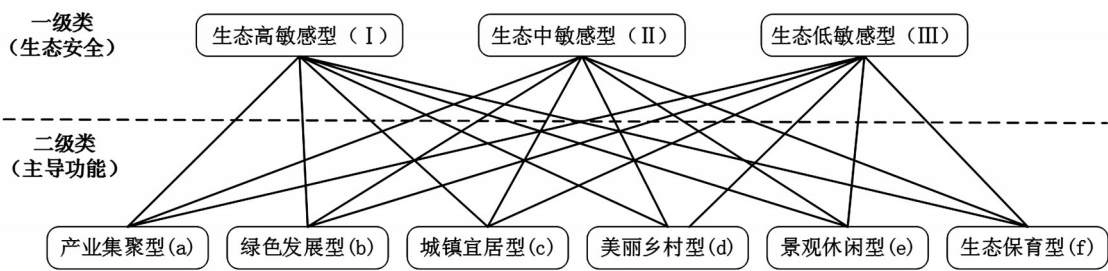 一级类
(生态安全)
生态高敏感型（Ⅰ）
生态中敏感型（Ⅱ）
生态低敏感型（Ⅲ）
二级类
(主导功能)
产业集聚型(a)
绿色发展型(b)
城镇宜居型(c)
美丽乡村型(d)
景观休闲型(e)
生态保育型(f)